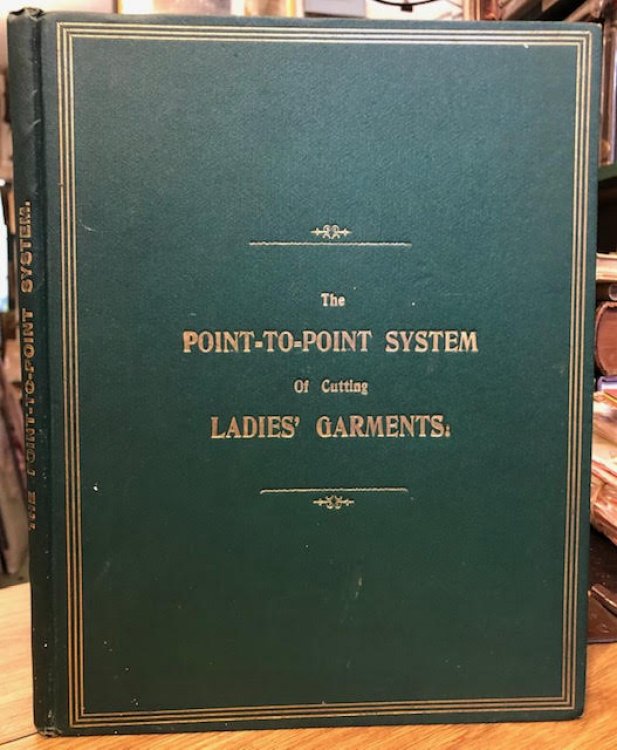 The
POINT-TO-POINT SYSTEM
Of Cutting
LADIES' GARMENTS:
THE POINT-TO-POINT SYSTEM.